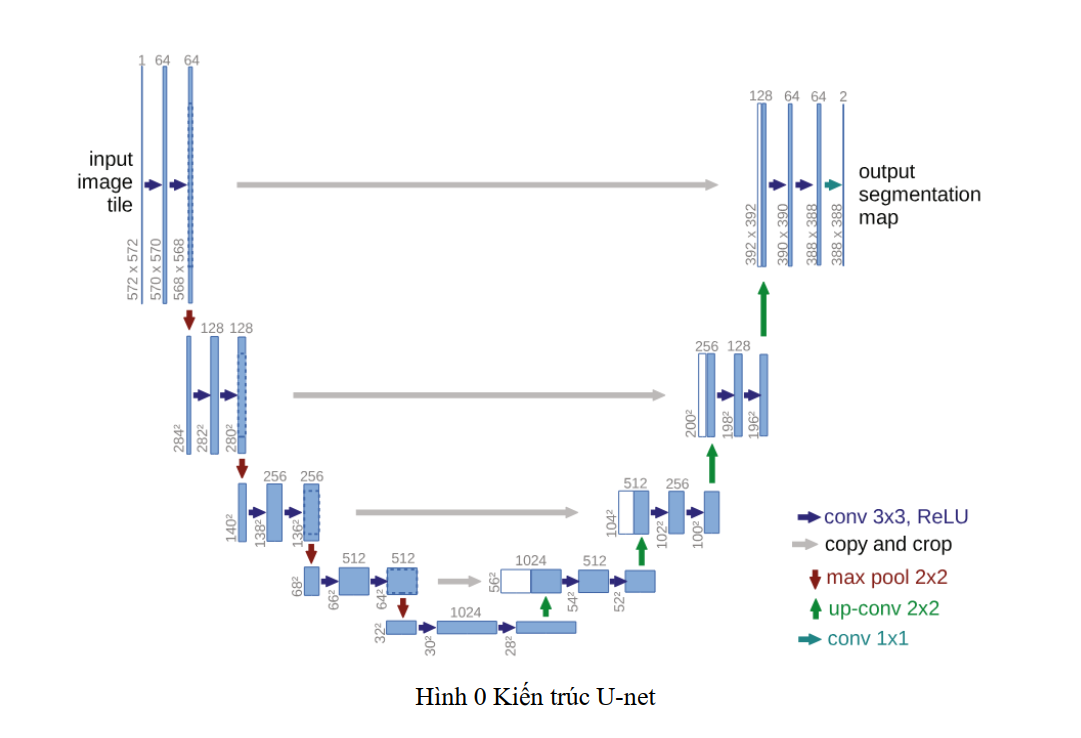 1 64 64
input
image
tile
572 x 572
570 x 570
568 x 568
128 64 64 2
output
segmentation
map
392 x 392
390 x 390
388 x 388
388 x 388
128 128
284²
282²
280²
256 128
200²
198²
196²
256 256
140²
138²
136²
512 256
104²
102²
100²
512 512
68²
66²
64²
1024 512
56²
54²
52²
1024
32²
30²
28²
conv 3x3, ReLU
copy and crop
max pool 2x2
up-conv 2x2
conv 1x1
Hình 0 Kiến trúc U-net